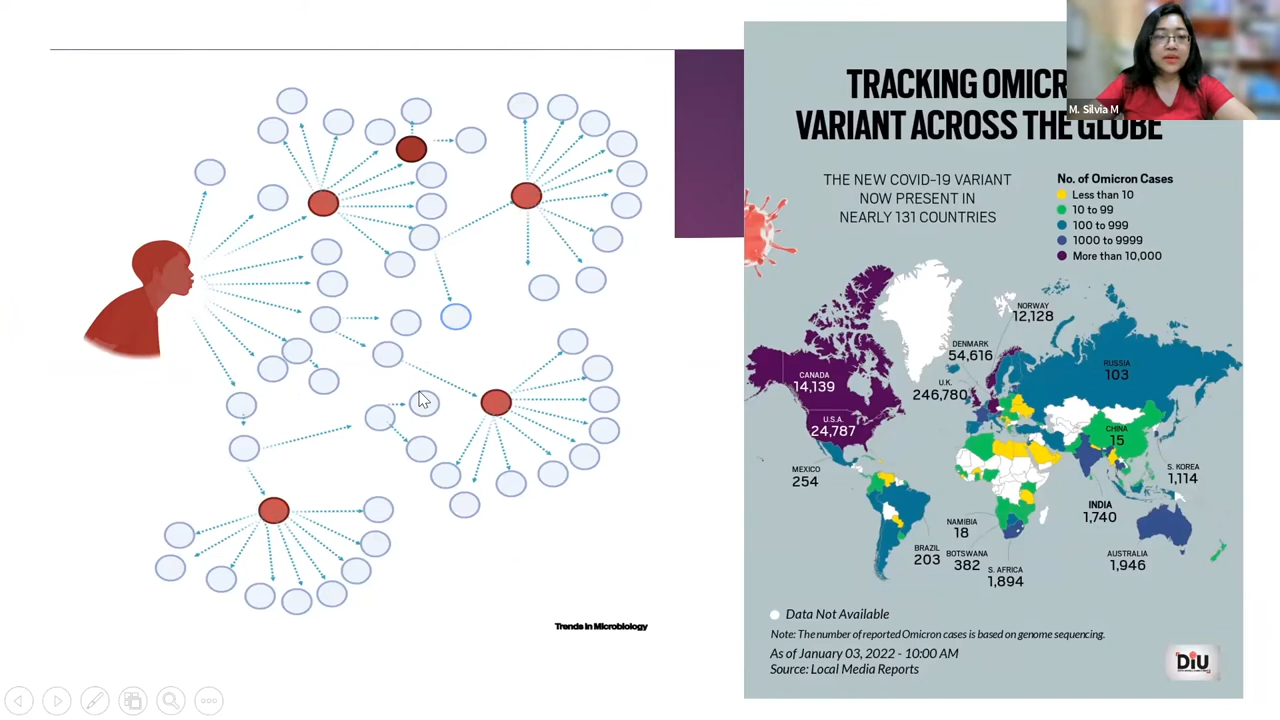 M. Silvia M
TRACKING OMICR
VARIANT ACROSS THE GLOBE
THE NEW COVID-19 VARIANT
NOW PRESENT IN
NEARLY 131 COUNTRIES
No. of Omicron Cases
Less than 10
10 to 99
100 to 999
1000 to 9999
More than 10,000
NORWAY
12,128
DENMARK
54,616
U.K.
246,780
RUSSIA
103
CANADA
14,139
U.S.A.
24,787
CHINA
15
MEXICO
254
S. KOREA
1,114
INDIA
1,740
NAMIBIA
18
BRAZIL
203
BOTSWANA
382
S. AFRICA
1,894
AUSTRALIA
1,946
Data Not Available
Note: The number of reported Omicron cases is based on genome sequencing.
As of January 03, 2022 - 10:00 AM
Source: Local Media Reports
DIU
Trends in Microbiology